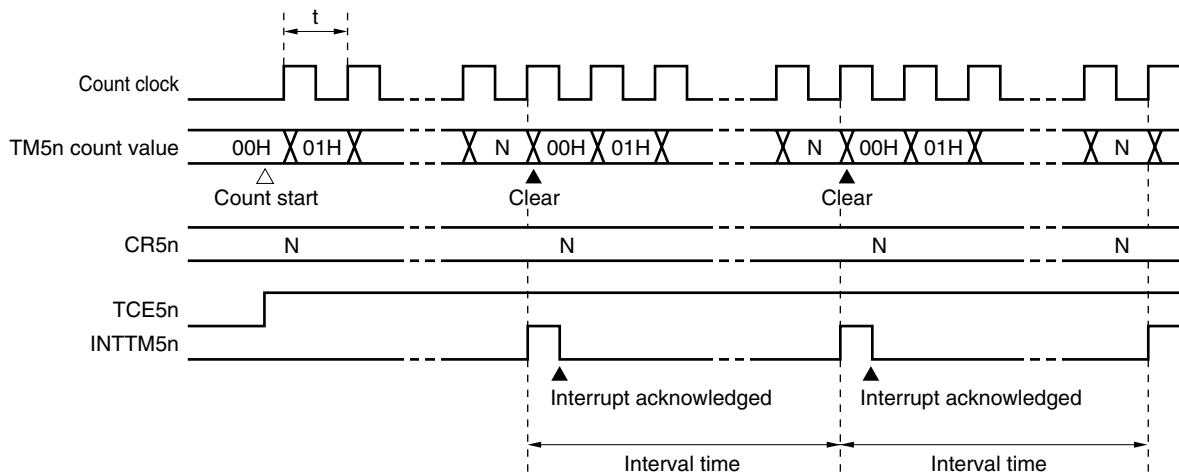 t
Count clock
TM5n count value
00H 01H N 00H 01H N 00H 01H N
Count start Clear Clear
CR5n N N N N
TCE5n
INTTM5n
Interrupt acknowledged Interrupt acknowledged
Interval time Interval time